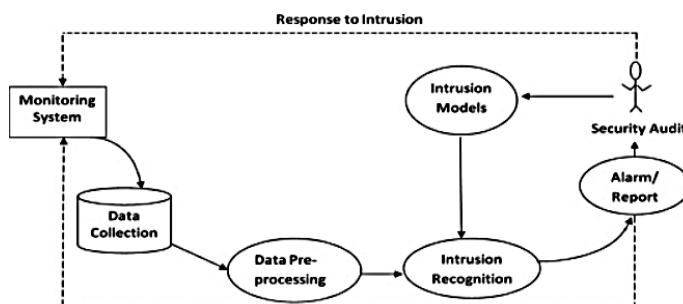 Response to Intrusion
Monitoring
System
Intrusion
Models
Security Audit
Alarm/
Report
Data
Collection
Data Pre-
processing
Intrusion
Recognition